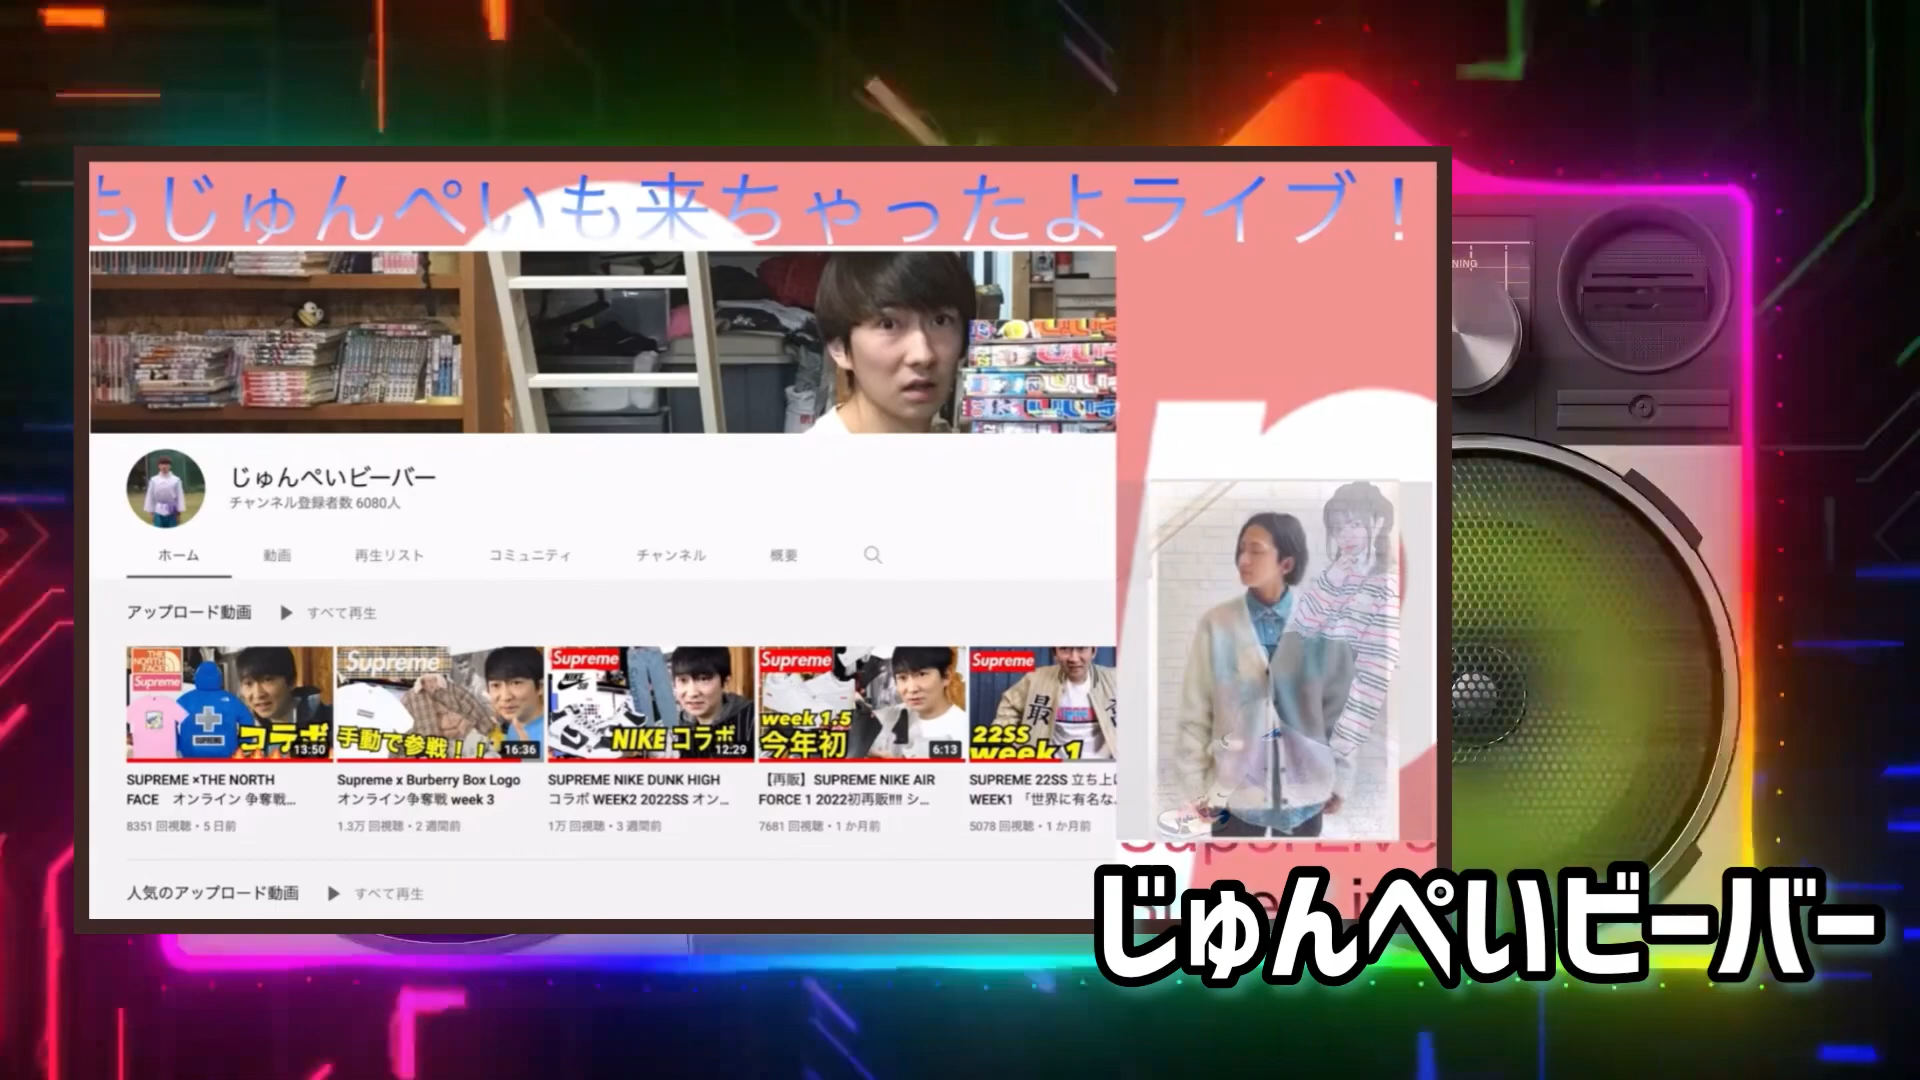 もじゅんぺいも来ちゃったよライブ！
NING
じゅんぺいビーバー
チャンネル登録者数 6080人
ホーム 動画 再生リスト コミュニティ チャンネル 概要
アップロード動画 ▶ すべて再生
THE NORTH FACE
Supreme
コラボ
13:50
Supreme
手動で参戦！！
16:36
Supreme
NIKE コラボ
12:29
Supreme
week 1.5
今年初
6:13
Supreme
最
22SS
week 1
SUPREME ×THE NORTH
FACE　オンライン 争奪戦...
8351 回視聴・5 日前
Supreme x Burberry Box Logo
オンライン争奪戦 week 3
1.3万 回視聴・2 週間前
SUPREME NIKE DUNK HIGH
コラボ WEEK2 2022SS オン...
1万 回視聴・3 週間前
【再販】SUPREME NIKE AIR
FORCE 1 2022初再販!!!! シ...
7681 回視聴・1 か月前
SUPREME 22SS 立ち上
WEEK1 「世界に有名な
5078 回視聴・1 か月前
人気のアップロード動画 ▶ すべて再生
じゅんぺいビーバー